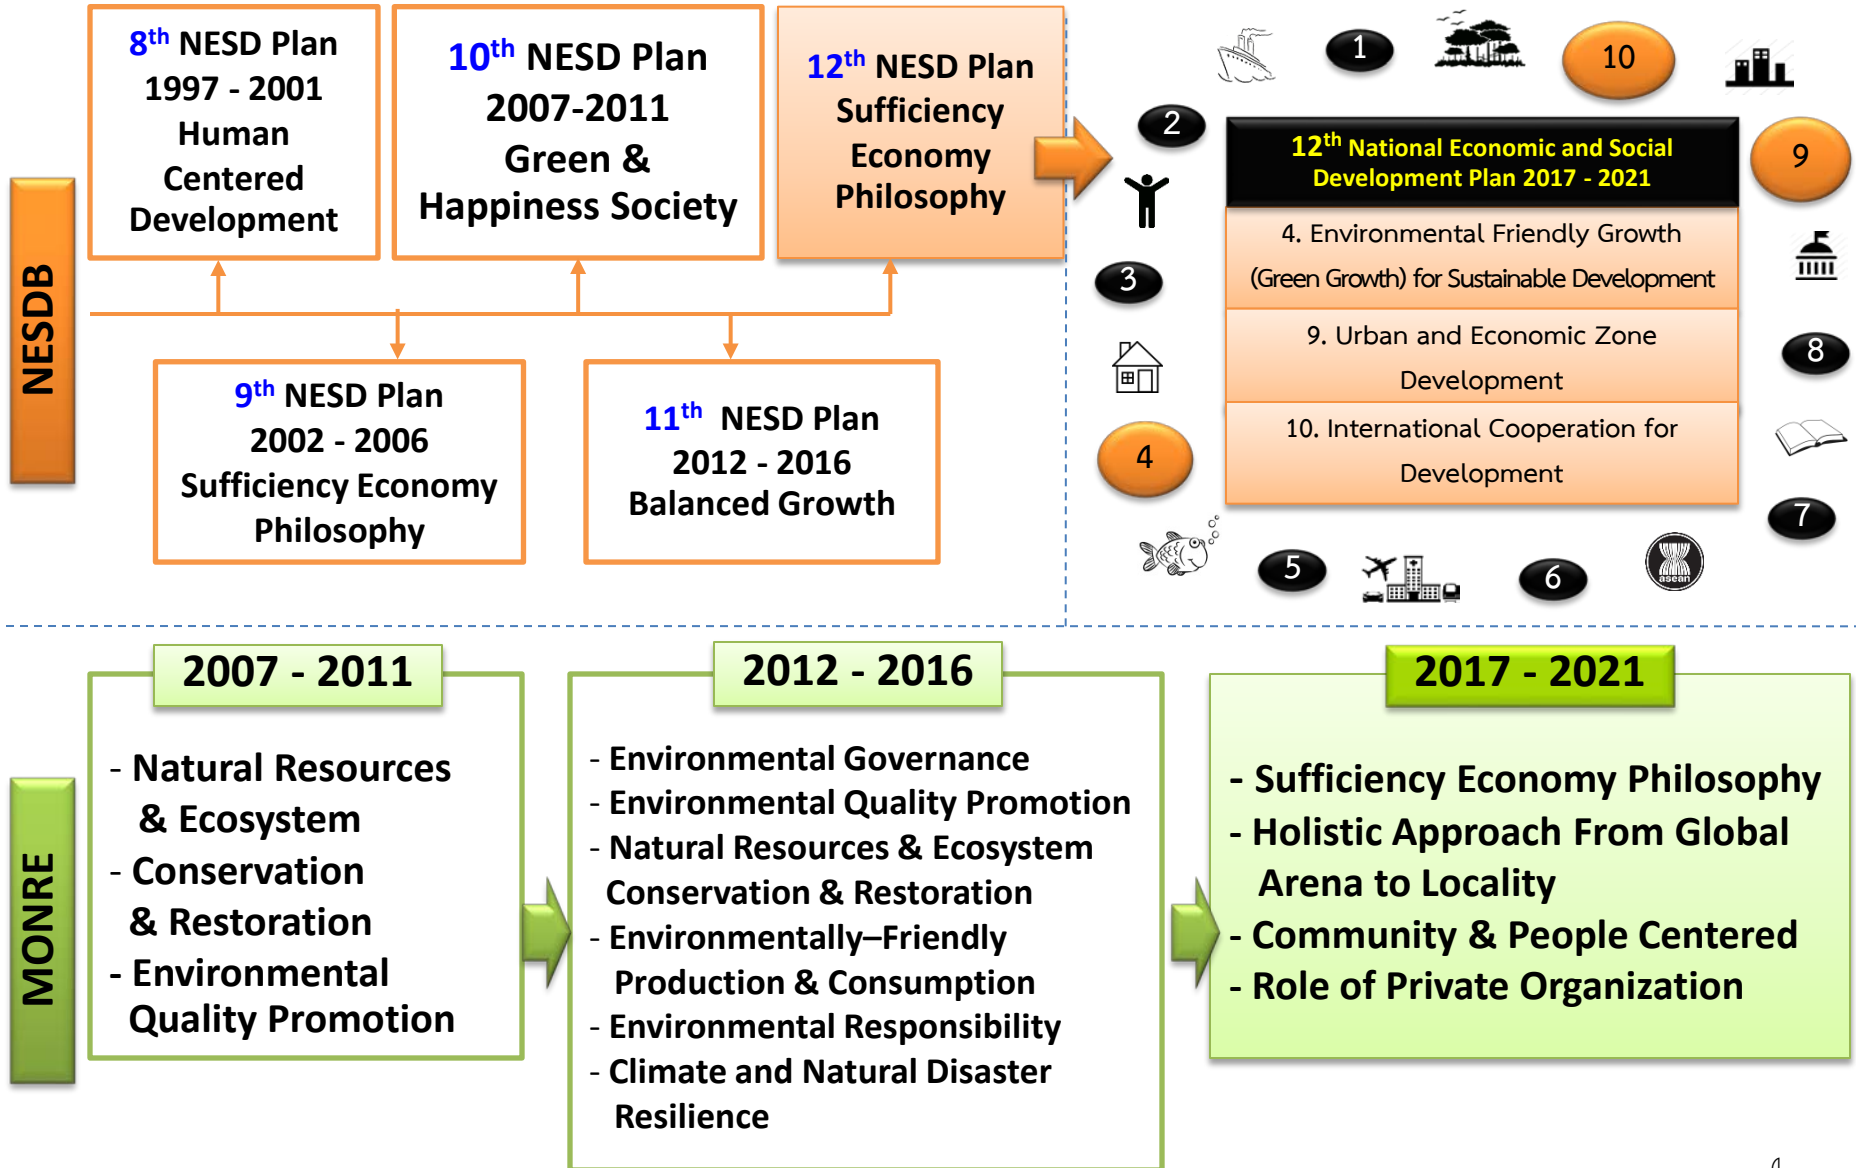 NESDB
8th NESD Plan
1997 - 2001
Human
Centered
Development
10th NESD Plan
2007-2011
Green &
Happiness Society
12th NESD Plan
Sufficiency
Economy
Philosophy
9th NESD Plan
2002 - 2006
Sufficiency Economy
Philosophy
11th NESD Plan
2012 - 2016
Balanced Growth
1
10
2
9
3
8
4
7
5
6
asean
12th National Economic and Social
Development Plan 2017 - 2021
4. Environmental Friendly Growth
(Green Growth) for Sustainable Development
9. Urban and Economic Zone
Development
10. International Cooperation for
Development
MONRE
2007 - 2011
- Natural Resources
& Ecosystem
- Conservation
& Restoration
- Environmental
Quality Promotion
2012 - 2016
- Environmental Governance
- Environmental Quality Promotion
- Natural Resources & Ecosystem
Conservation & Restoration
- Environmentally–Friendly
Production & Consumption
- Environmental Responsibility
- Climate and Natural Disaster
Resilience
2017 - 2021
- Sufficiency Economy Philosophy
- Holistic Approach From Global
Arena to Locality
- Community & People Centered
- Role of Private Organization